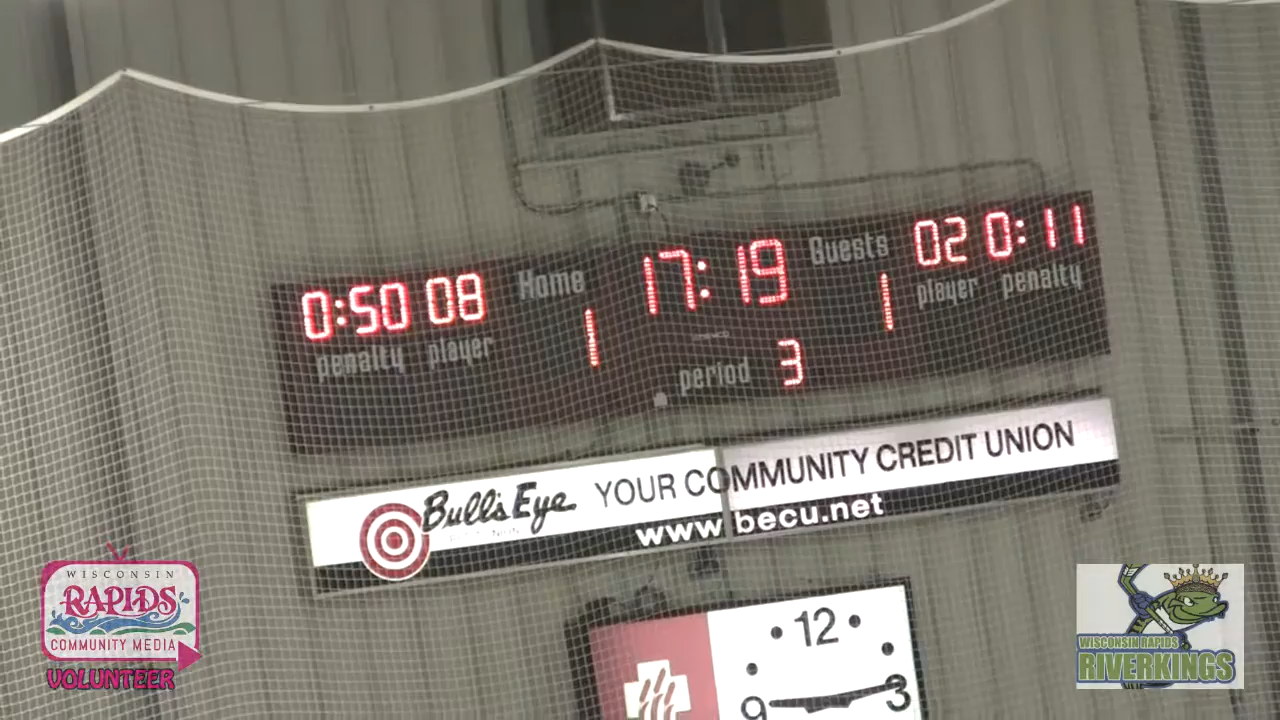 0:50 08 Home 17:19 Guests 02 0:11
penalty player 1 1 player penalty
period 3
Bull's Eye YOUR COMMUNITY CREDIT UNION
www.becu.net
12
9 3
WISCONSIN
RAPIDS
COMMUNITY MEDIA
VOLUNTEER
WISCONSIN RAPIDS
RIVERKINGS